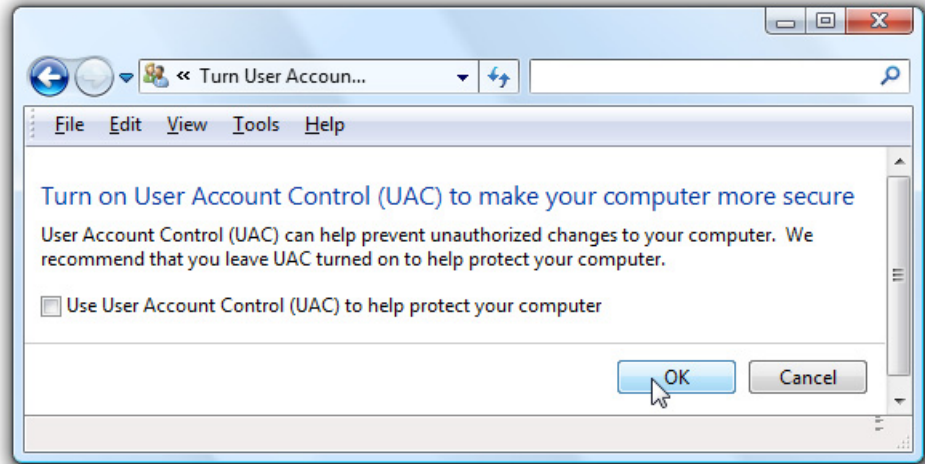 « Turn User Accoun...
File Edit View Tools Help
Turn on User Account Control (UAC) to make your computer more secure
User Account Control (UAC) can help prevent unauthorized changes to your computer. We
recommend that you leave UAC turned on to help protect your computer.
Use User Account Control (UAC) to help protect your computer
OK Cancel